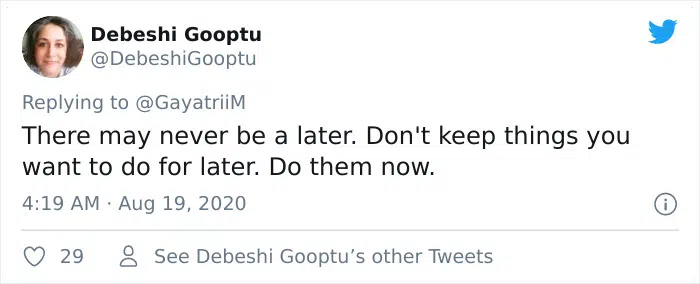 Debeshi Gooptu
@DebeshiGooptu
Replying to @GayatriiM
There may never be a later. Don't keep things you
want to do for later. Do them now.
4:19 AM · Aug 19, 2020
29
See Debeshi Gooptu’s other Tweets